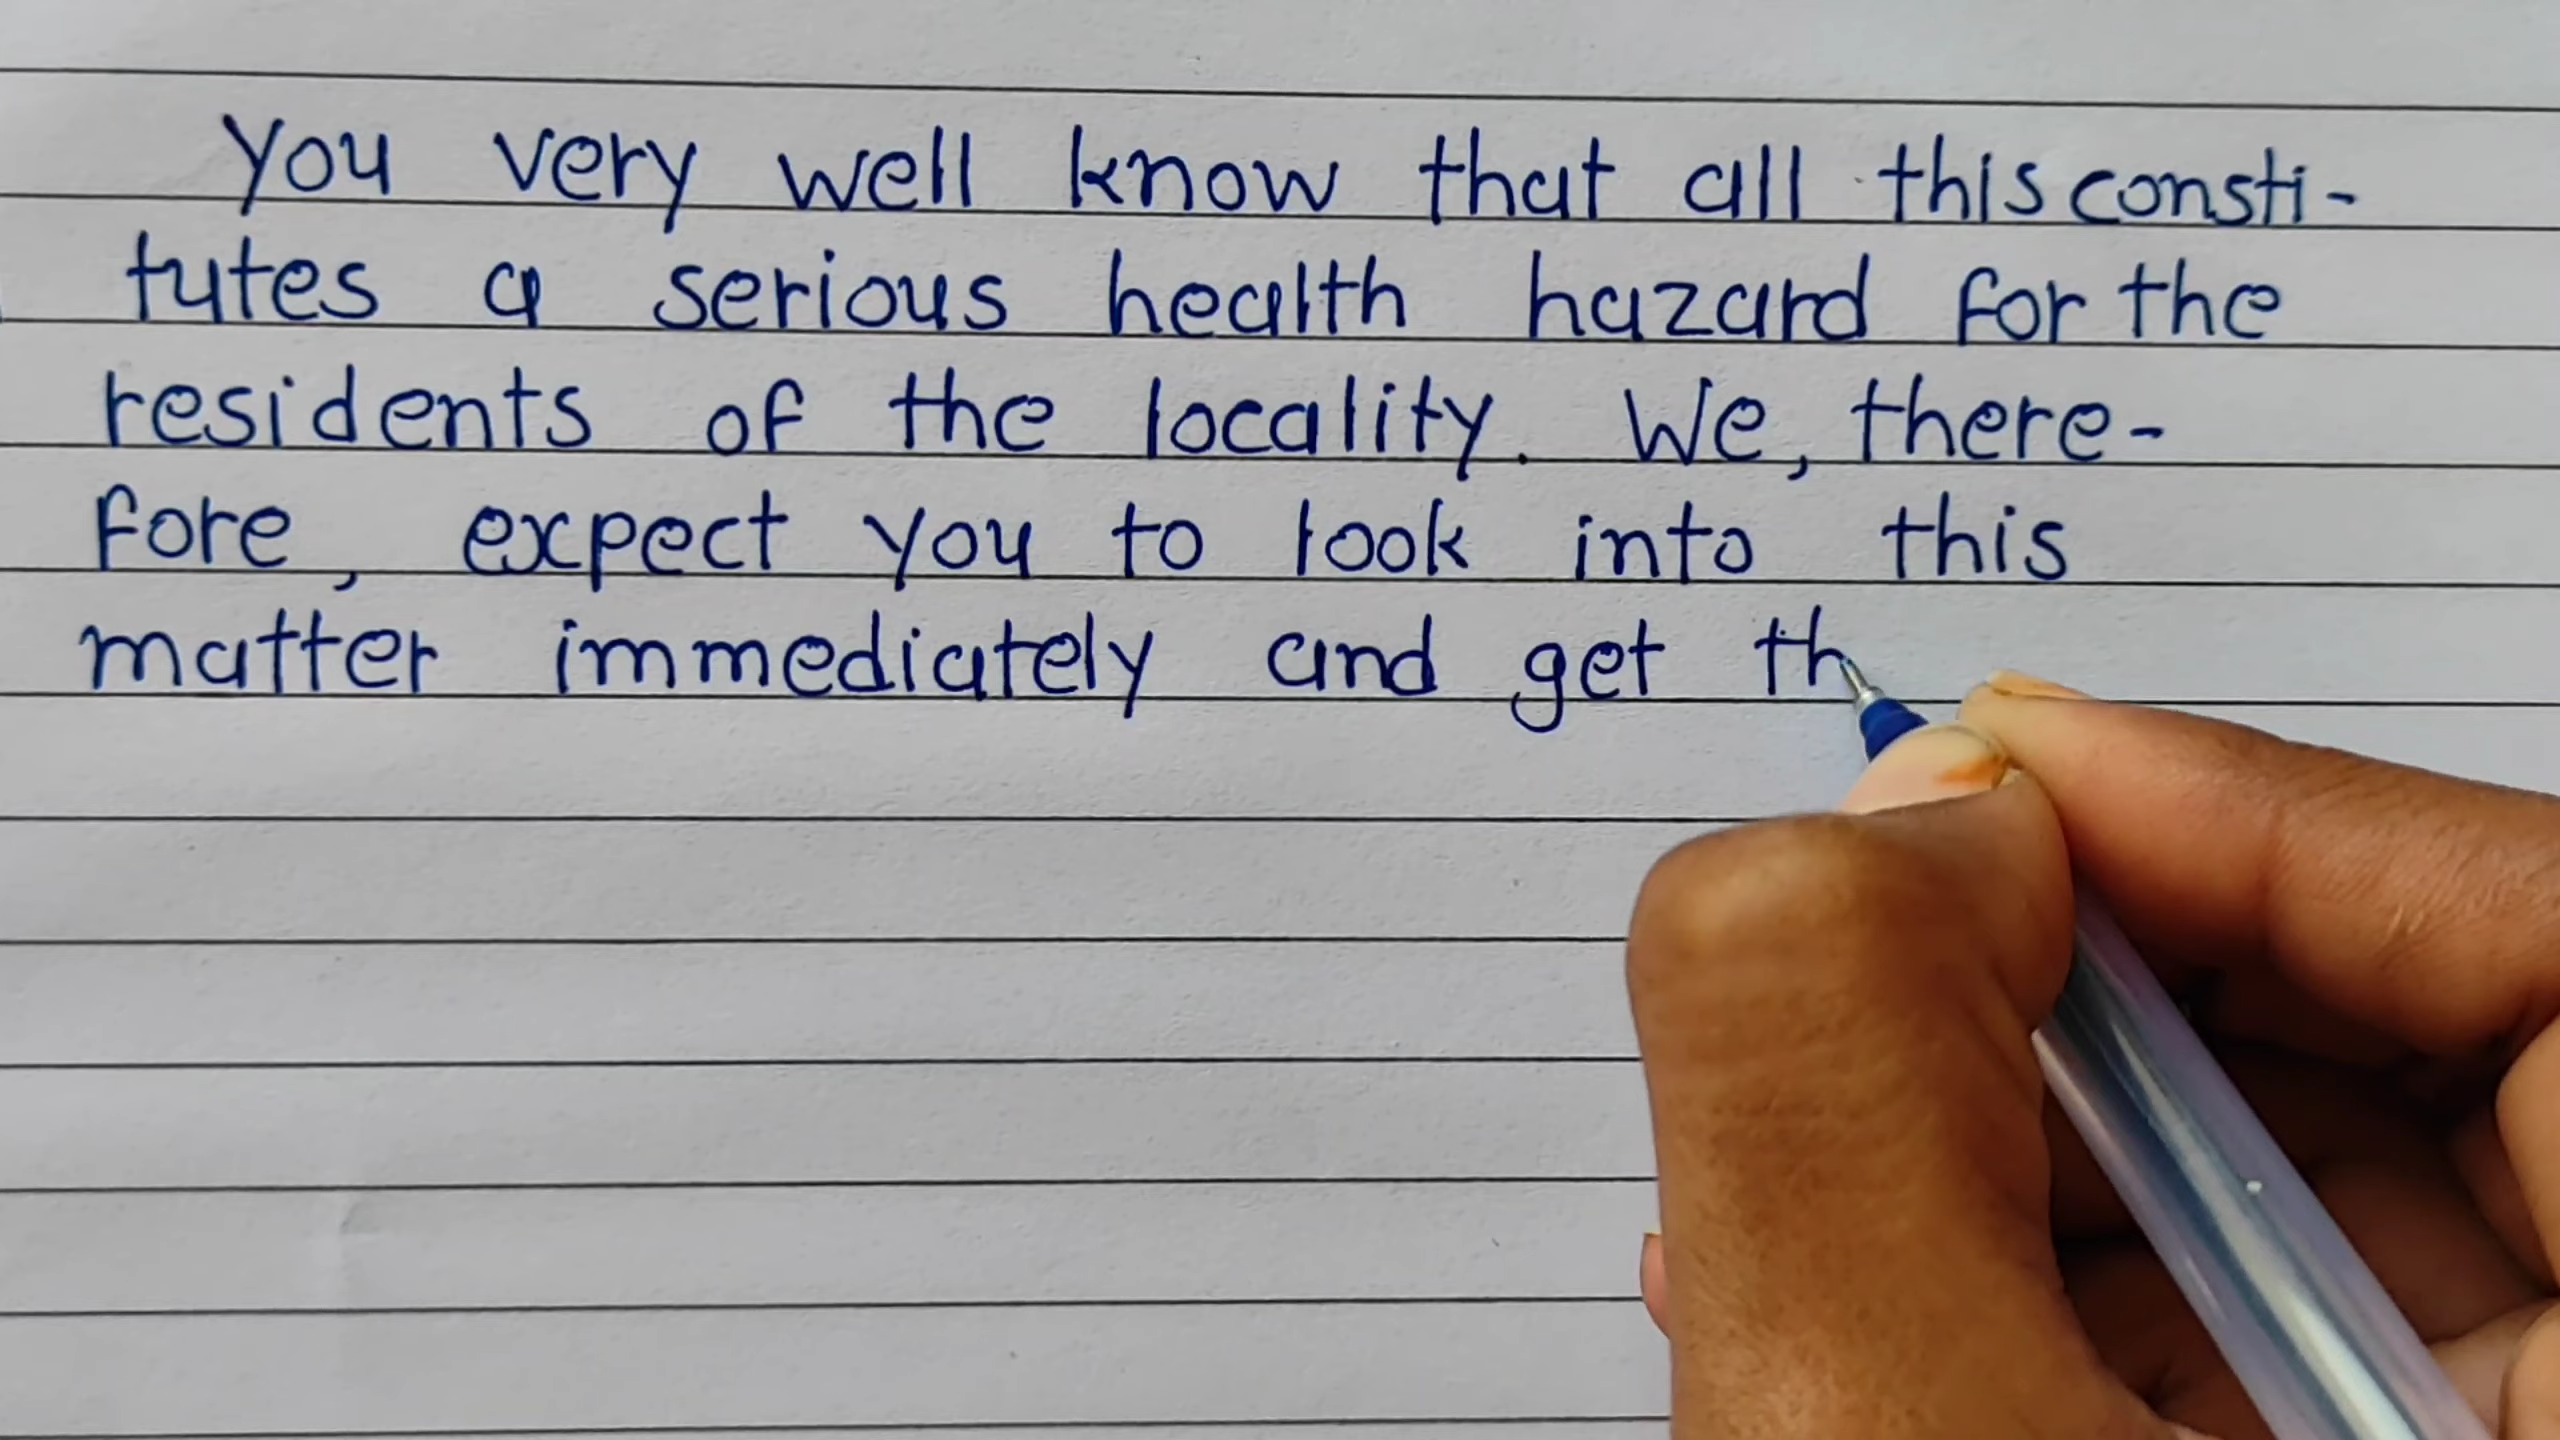 You very well know that all this consti-
tutes a serious health hazard for the
residents of the locality. We, there-
fore, expect you to look into this
matter immediately and get th